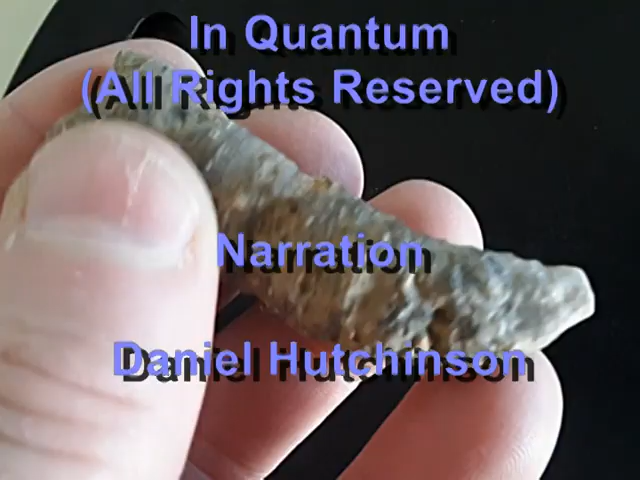 In Quantum
(All Rights Reserved)
Narration
Daniel Hutchinson